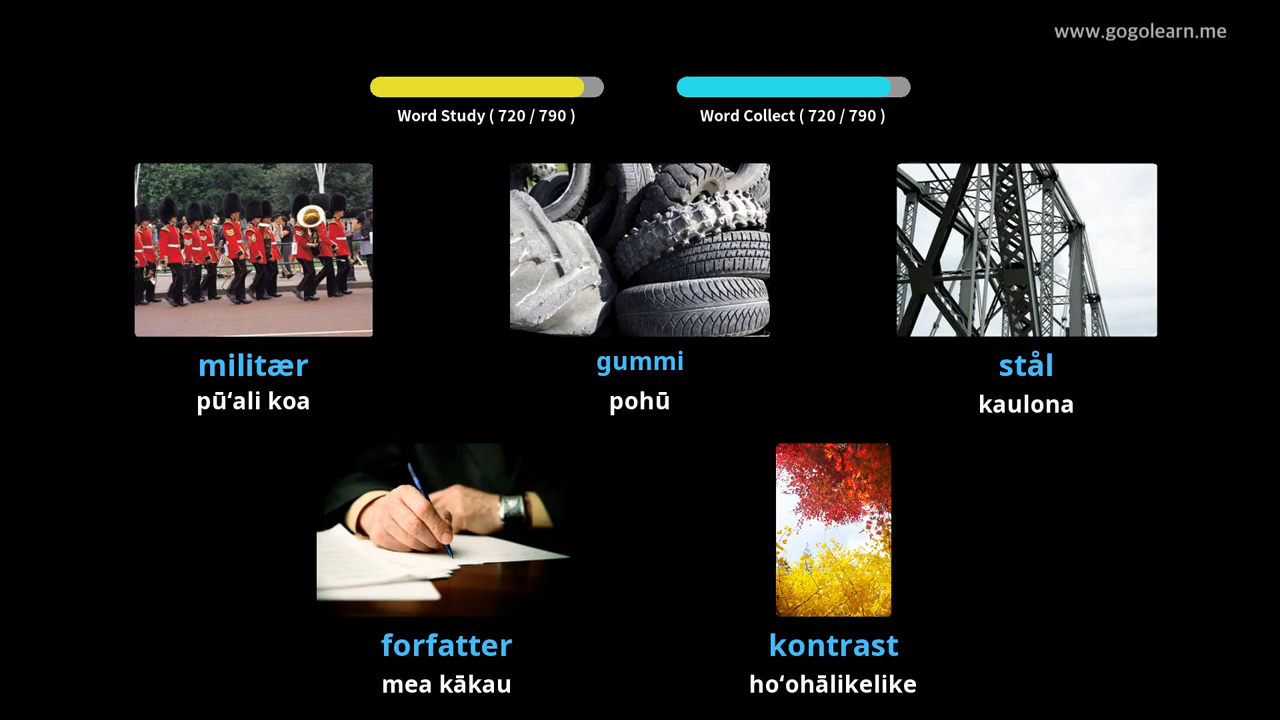 www.gogolearn.me
Word Study ( 720 / 790 )
Word Collect ( 720 / 790 )
militær
pūʻali koa
gummi
pohū
stål
kaulona
forfatter
mea kākau
kontrast
hoʻohālikelike